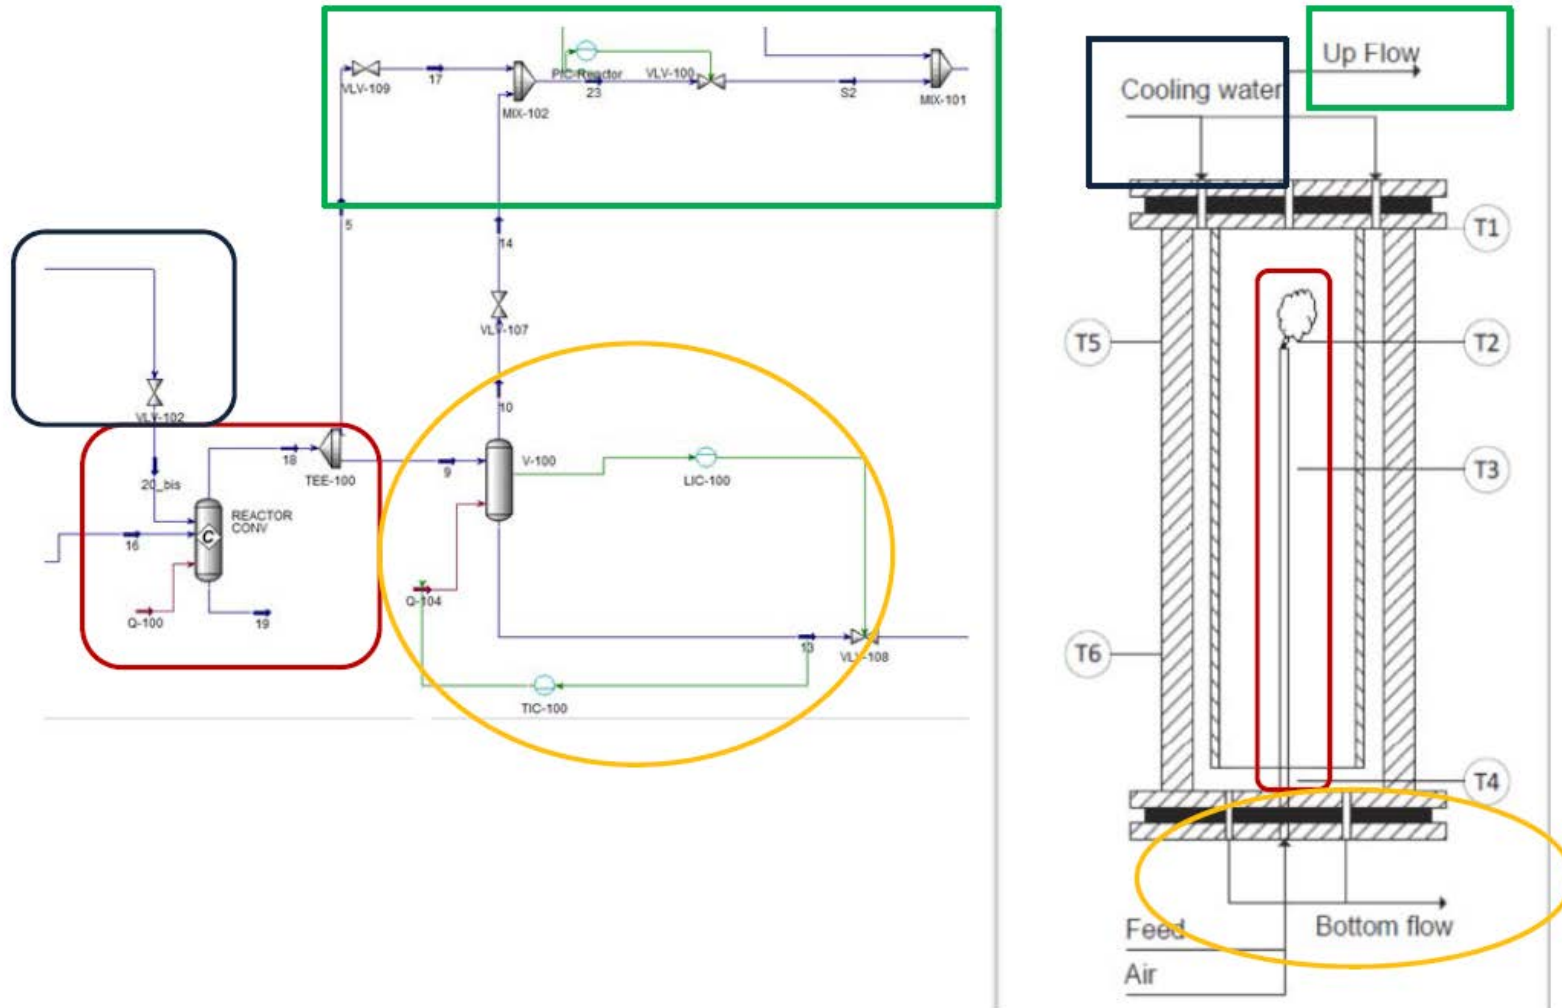 PIC-Reactor
VLV-100
VLV-109
17
MIX-102
23
S2
MIX-101
5
14
VLV-107
10
VLV-102
20_bis
18
TEE-100
9
V-100
LIC-100
REACTOR
CONV
C
16
Q-100
19
Q-104
13
VLV-108
TIC-100
Up Flow
Cooling water
T1
T5
T2
T3
T6
T4
Feed
Bottom flow
Air